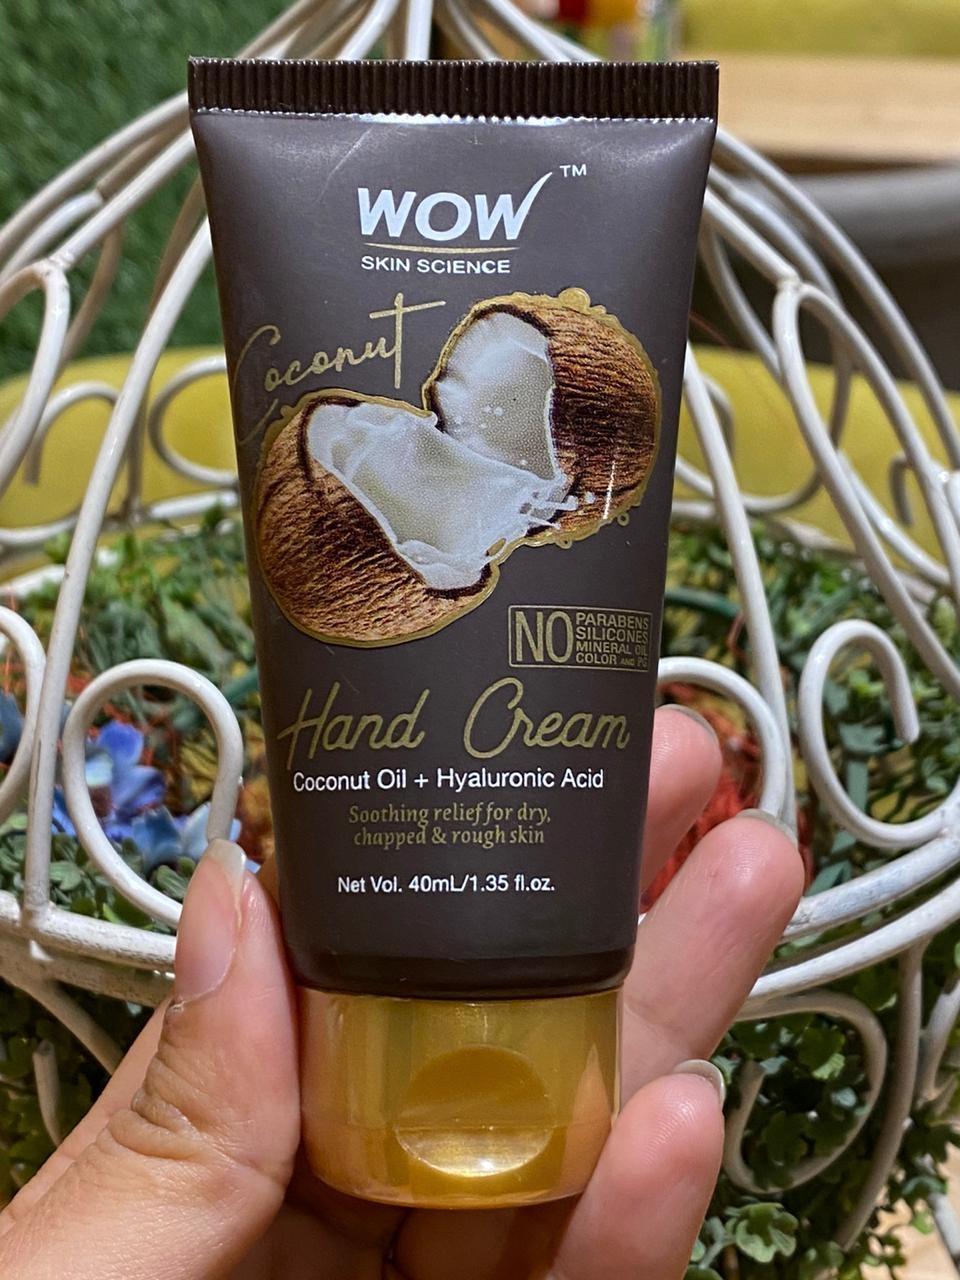 WOW™
SKIN SCIENCE
Coconut
NO PARABENS
SILICONES
MINERAL OIL
COLOR AND PG
Hand Cream
Coconut Oil + Hyaluronic Acid
Soothing relief for dry,
chapped & rough skin
Net Vol. 40mL/1.35 fl.oz.